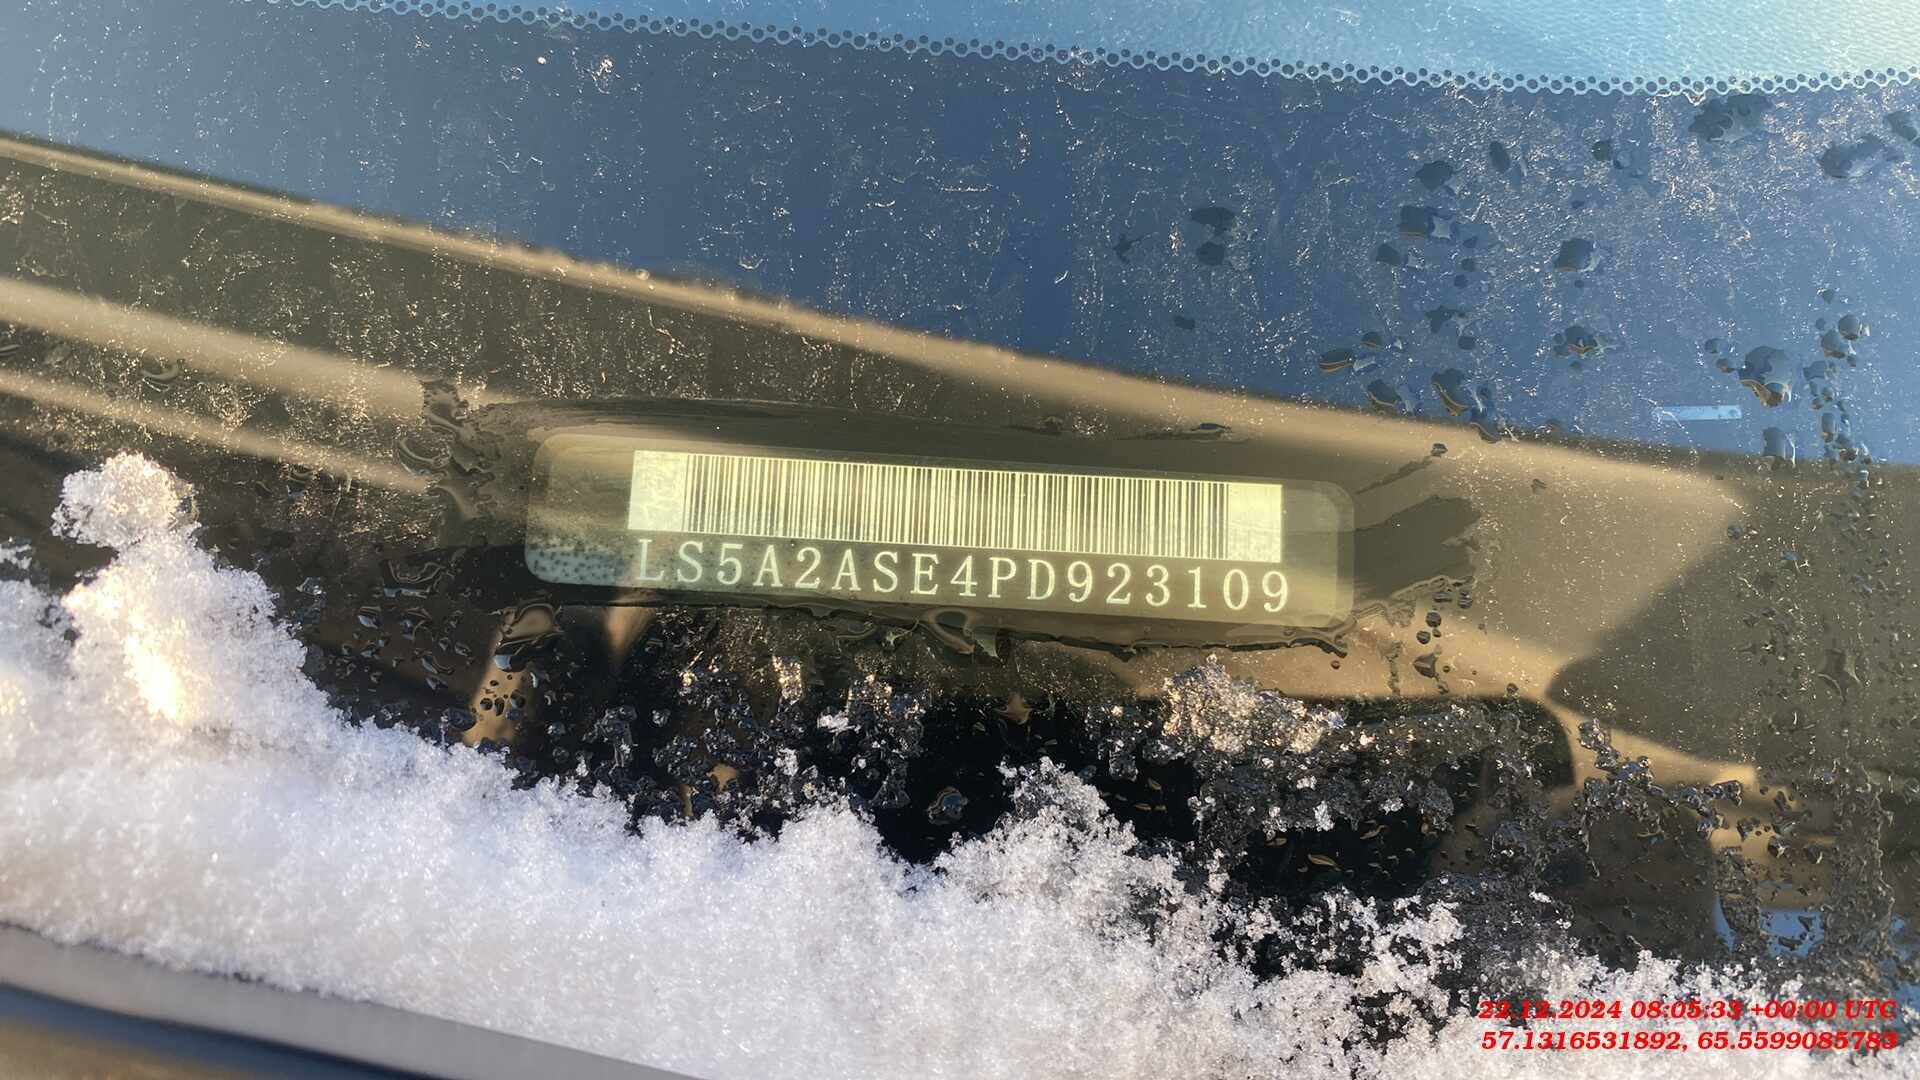 LS5A2ASE4PD923109
22.12.2024 08:05:33 +00:00 UTC
57.1316531892, 65.5599085783